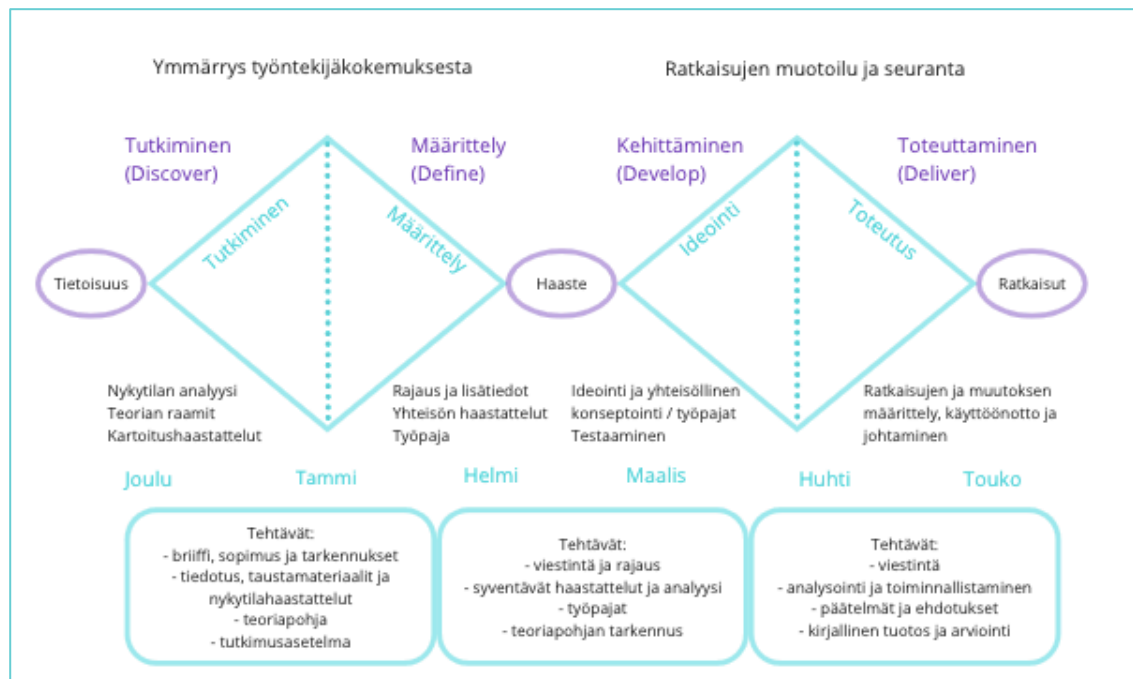 Ymmärrys työntekijäkokemuksesta
Ratkaisujen muotoilu ja seuranta
Tutkiminen
(Discover)
Määrittely
(Define)
Kehittäminen
(Develop)
Toteuttaminen
(Deliver)
Tutkiminen
Määrittely
Ideointi
Toteutus
Tietoisuus
Haaste
Ratkaisut
Nykytilan analyysi
Teorian raamit
Kartoitushaastattelut
Rajaus ja lisätiedot
Yhteisön haastattelut
Työpaja
Ideointi ja yhteisöllinen
konseptointi / työpajat
Testaaminen
Ratkaisujen ja muutoksen
määrittely, käyttöönotto ja
johtaminen
Joulu
Tammi
Helmi
Maalis
Huhti
Touko
Tehtävät:
- briiffi, sopimus ja tarkennukset
- tiedotus, taustamateriaalit ja
nykytilahaastattelut
- teoriapohja
- tutkimusasetelma
Tehtävät:
- viestintä ja rajaus
- syventävät haastattelut ja analyysi
- työpajat
- teoriapohjan tarkennus
Tehtävät:
- viestintä
- analysointi ja toiminnallistaminen
- päätelmät ja ehdotukset
- kirjallinen tuotos ja arviointi